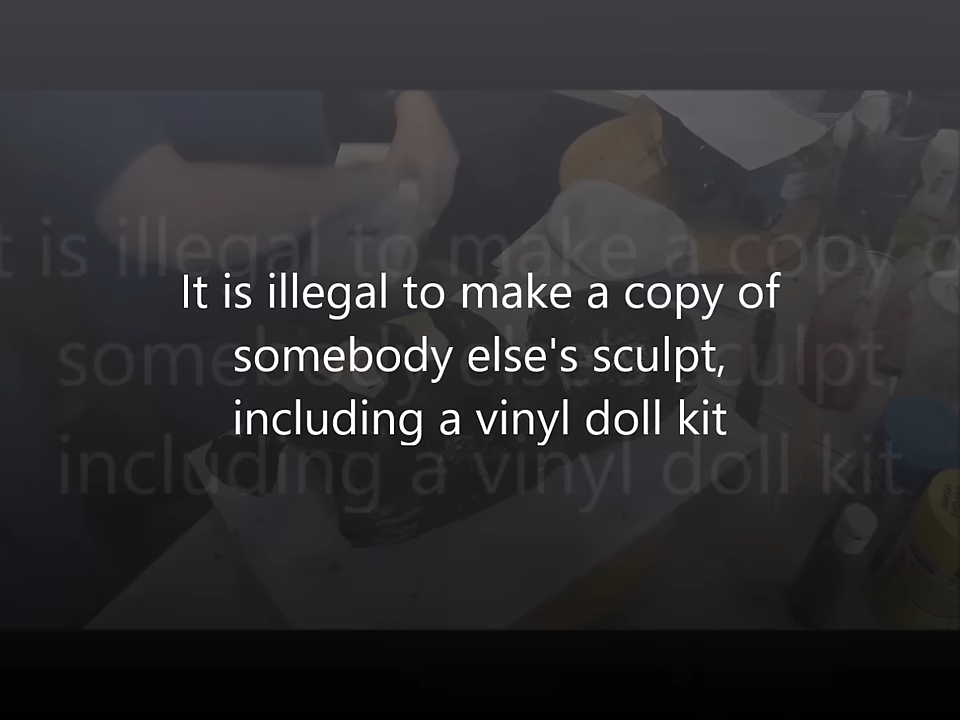 It is illegal to make a copy of
somebody else's sculpt,
including a vinyl doll kit